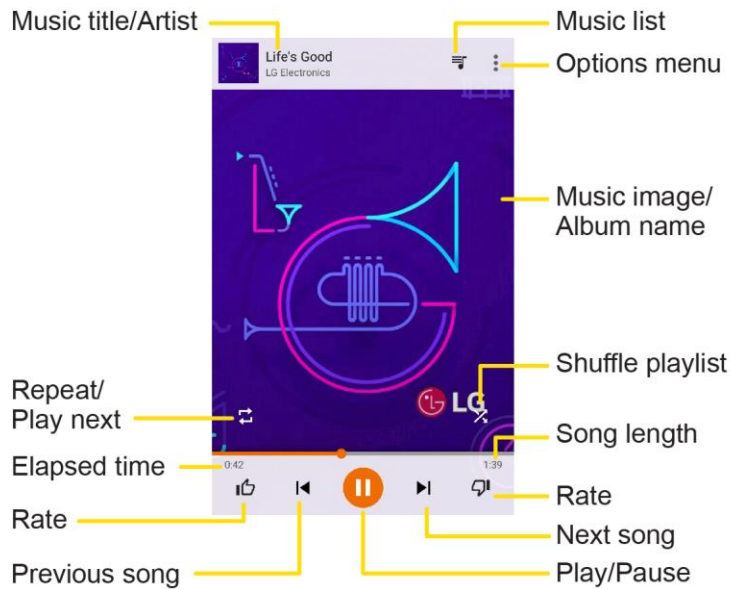 Music title/Artist
Music list
Life's Good
LG Electronics
Options menu
Music image/
Album name
Shuffle playlist
LG
Repeat/
Play next
Song length
Elapsed time
0:42
1:39
Rate
Rate
Next song
Previous song
Play/Pause